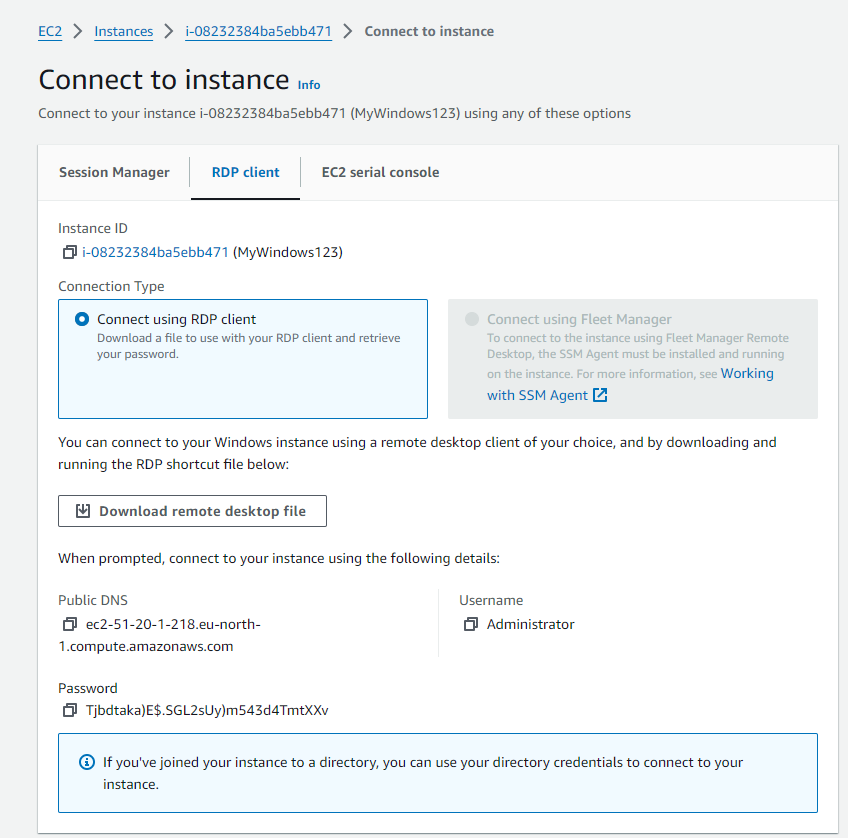 EC2 > Instances > i-08232384ba5ebb471 > Connect to instance
Connect to instance Info
Connect to your instance i-08232384ba5ebb471 (MyWindows123) using any of these options
Session Manager
RDP client
EC2 serial console
Instance ID
i-08232384ba5ebb471 (MyWindows123)
Connection Type
Connect using RDP client
Download a file to use with your RDP client and retrieve
your password.
Connect using Fleet Manager
To connect to the instance using Fleet Manager Remote
Desktop, the SSM Agent must be installed and running
on the instance. For more information, see Working
with SSM Agent
You can connect to your Windows instance using a remote desktop client of your choice, and by downloading and
running the RDP shortcut file below:
Download remote desktop file
When prompted, connect to your instance using the following details:
Public DNS
ec2-51-20-1-218.eu-north-
1.compute.amazonaws.com
Username
Administrator
Password
Tjbdtaka)E$.SGL2sUy)m543d4TmtXXv
If you've joined your instance to a directory, you can use your directory credentials to connect to your
instance.